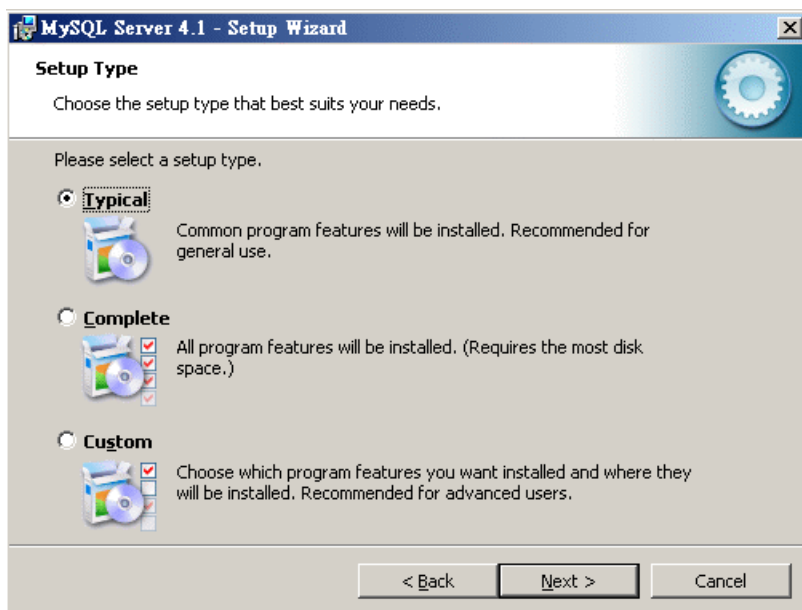 MySQL Server 4.1 - Setup Wizard
Setup Type
Choose the setup type that best suits your needs.
Please select a setup type.
Typical
Common program features will be installed. Recommended for
general use.
Complete
All program features will be installed. (Requires the most disk
space.)
Custom
Choose which program features you want installed and where they
will be installed. Recommended for advanced users.
< Back
Next >
Cancel